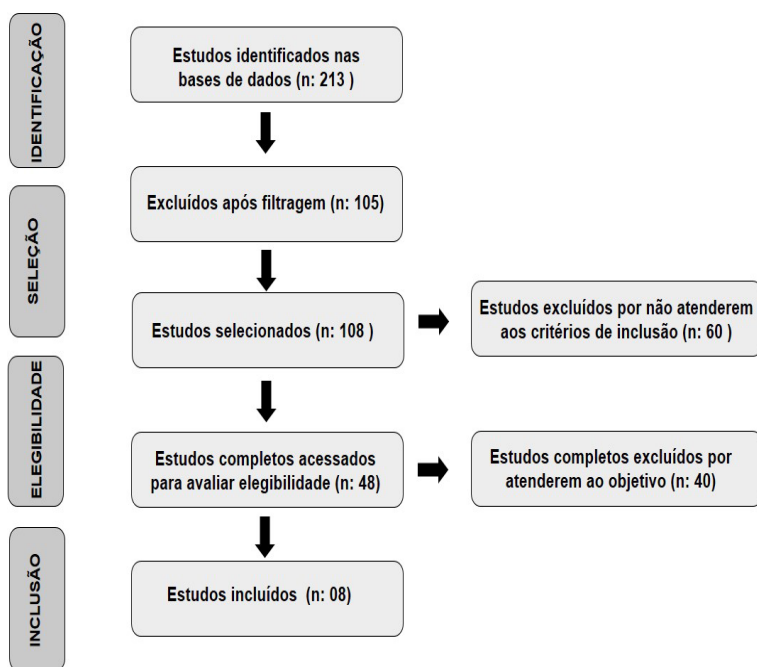 IDENTIFICAÇÃO
Estudos identificados nas
bases de dados (n: 213 )
SELEÇÃO
Excluídos após filtragem (n: 105)
Estudos selecionados (n: 108 )
Estudos excluídos por não atenderem
aos critérios de inclusão (n: 60 )
ELEGIBILIDADE
Estudos completos acessados
para avaliar elegibilidade (n: 48)
Estudos completos excluídos por
atenderem ao objetivo (n: 40)
INCLUSÃO
Estudos incluídos (n: 08)